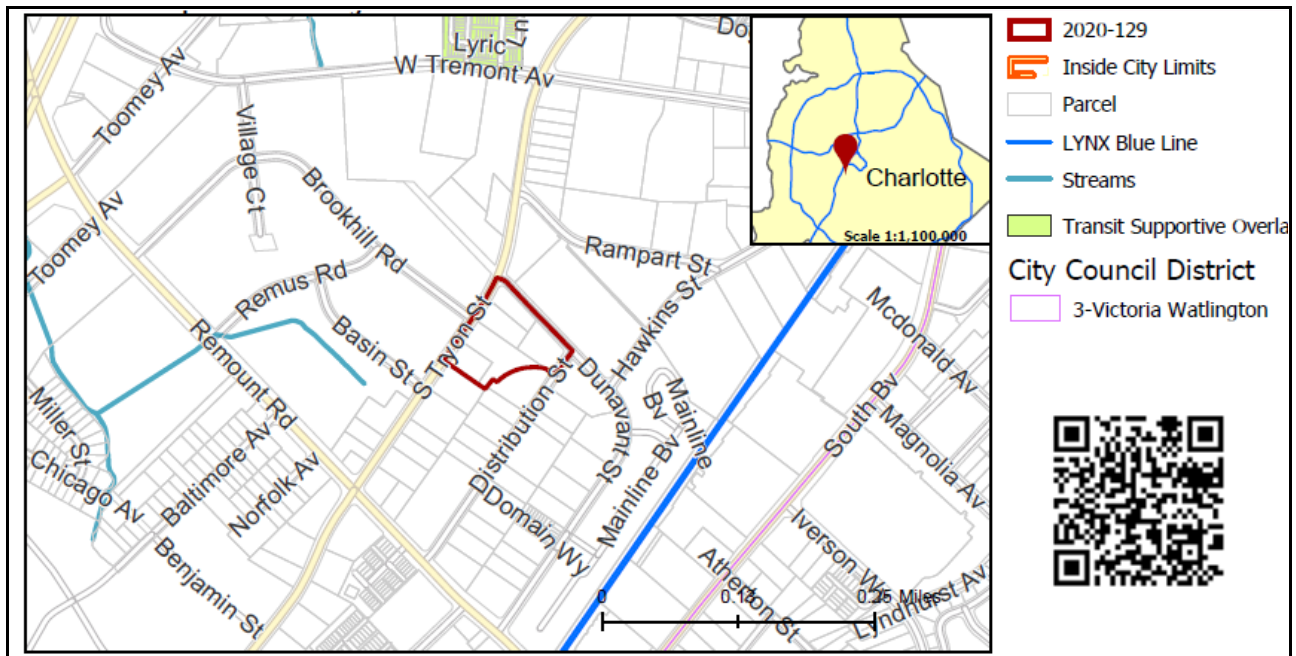 Lyric
Lu
Do
W Tremont Av
Toomey Av
Village Ct
Brookhill Rd
Toomey Av
Rampart St
Remus Rd
Hawkins St
Basin St
S Tryon St
Remount Rd
Dunavant St
Distribution St
Mainline Bv
Mainline Bv
Mcdonald Av
South Bv
Magnolia Av
Miller St
Chicago Av
Baltimore Av
Norfolk Av
Benjamin St
Domain Wy
Iverson W
Atherton St
Lyndhurst Av
0 0.13 0.25 Miles
Charlotte
Scale 1:1,100,000
2020-129
Inside City Limits
Parcel
LYNX Blue Line
Streams
Transit Supportive Overla
City Council District
3-Victoria Watlington